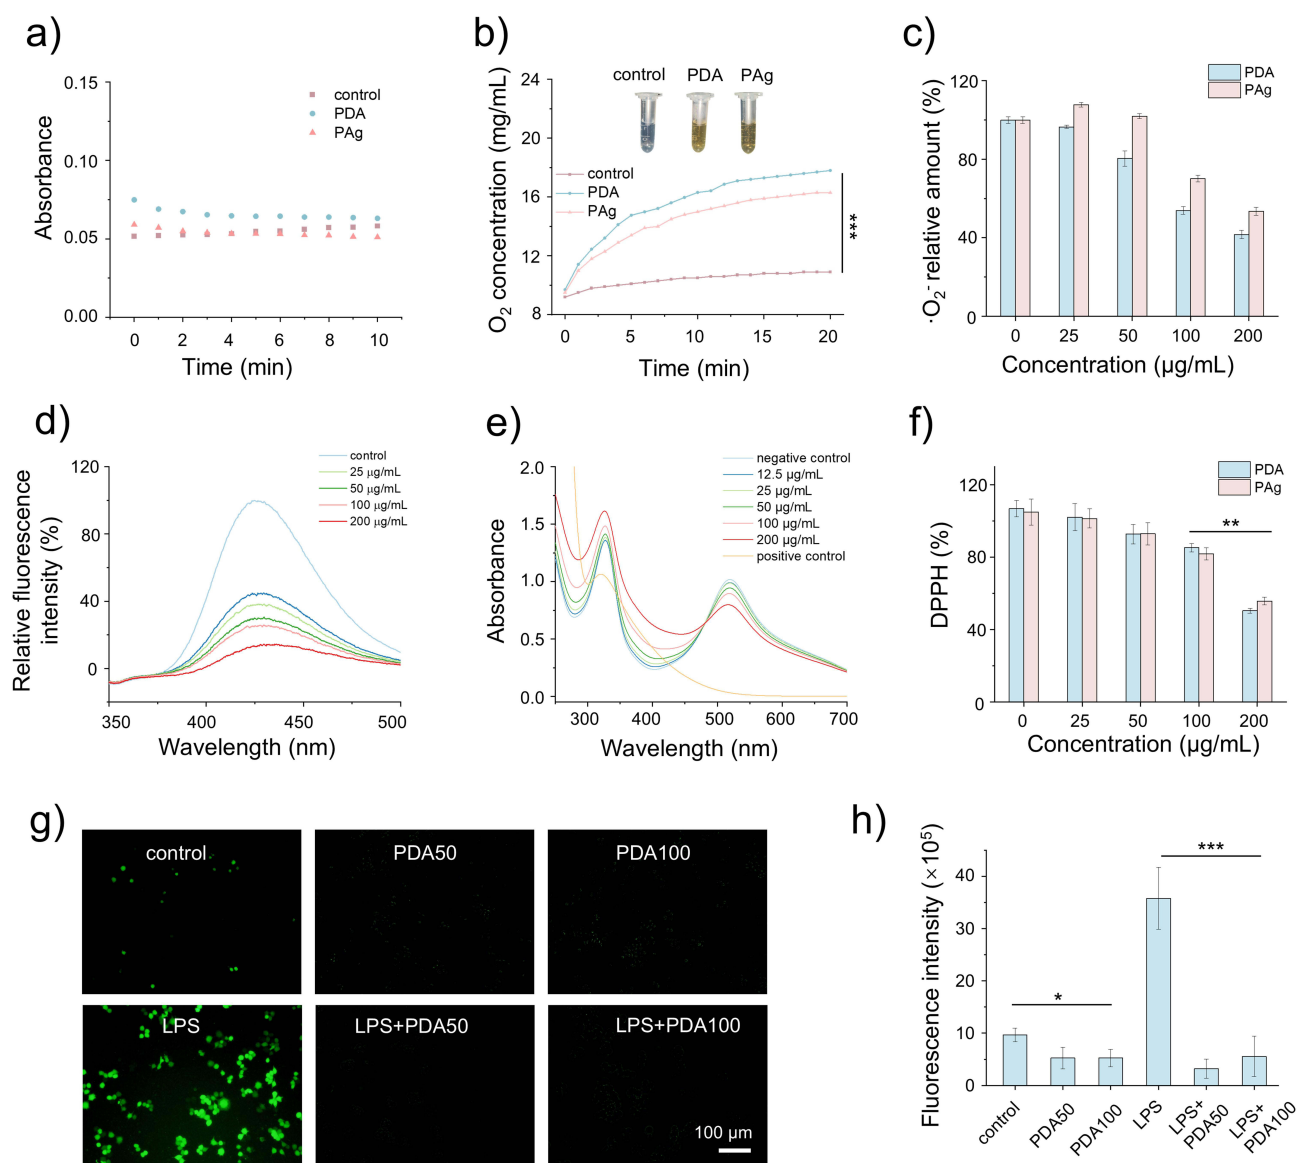 a)
0.15
0.10
0.05
0.00
Absorbance
control
PDA
PAg
0 2 4 6 8 10
Time (min)
b)
24
20
16
12
8
O₂ concentration (mg/mL)
control PDA PAg
control
PDA
PAg
***
0 5 10 15 20
Time (min)
c)
120
80
40
0
·O₂⁻ relative amount (%)
PDA
PAg
0 25 50 100 200
Concentration (µg/mL)
d)
120
80
40
0
Relative fluorescence
intensity (%)
control
25 µg/mL
50 µg/mL
100 µg/mL
200 µg/mL
350 400 450 500
Wavelength (nm)
e)
2.0
1.5
1.0
0.5
0.0
Absorbance
negative control
12.5 µg/mL
25 µg/mL
50 µg/mL
100 µg/mL
200 µg/mL
positive control
300 400 500 600 700
Wavelength (nm)
f)
120
80
40
0
DPPH (%)
PDA
PAg
**
0 25 50 100 200
Concentration (µg/mL)
g)
control
PDA50
PDA100
LPS
LPS+PDA50
LPS+PDA100
100 µm
h)
40
30
20
10
0
Fluorescence intensity (×10⁵)
*
***
control
PDA50
PDA100
LPS
LPS+
PDA50
LPS+
PDA100